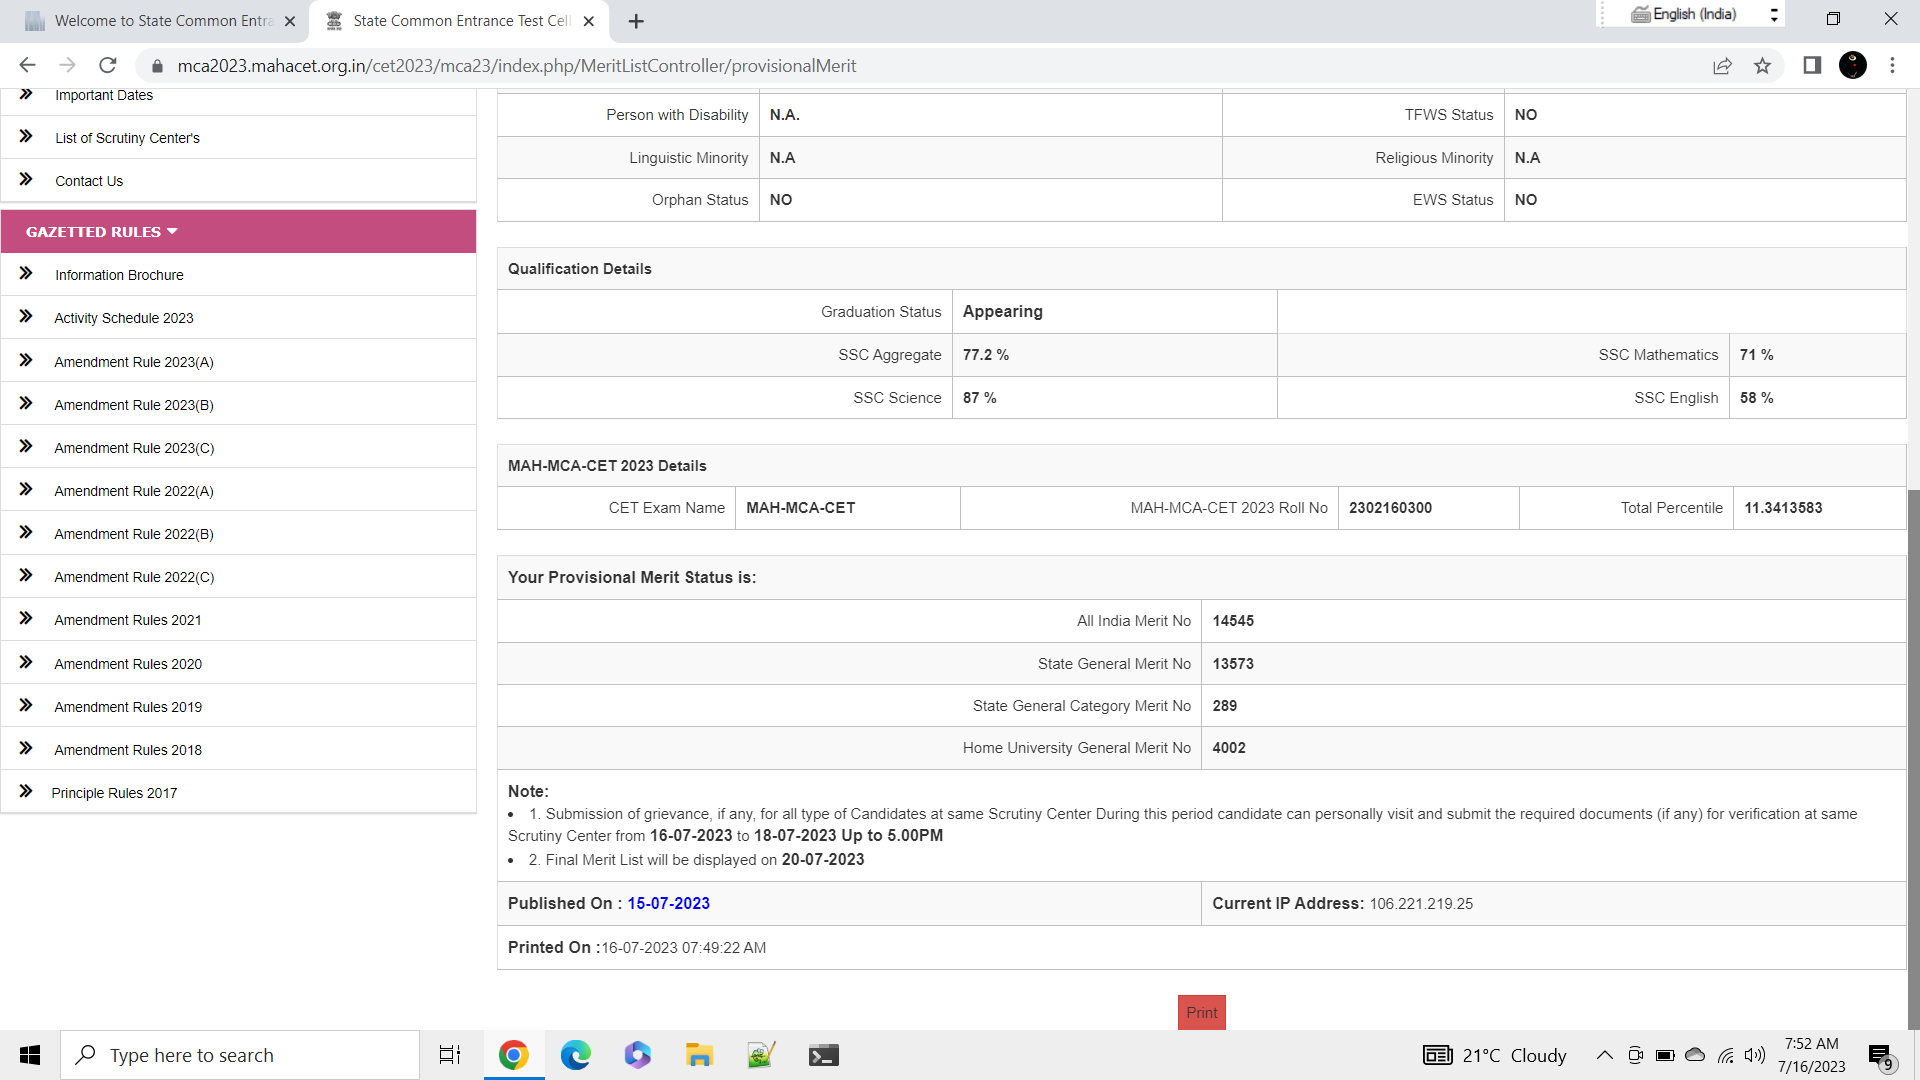 Welcome to State Common Entra
State Common Entrance Test Cell
English (India)
mca2023.mahacet.org.in/cet2023/mca23/index.php/MeritListController/provisionalMerit
Important Dates
List of Scrutiny Center's
Contact Us
GAZETTED RULES
Information Brochure
Activity Schedule 2023
Amendment Rule 2023(A)
Amendment Rule 2023(B)
Amendment Rule 2023(C)
Amendment Rule 2022(A)
Amendment Rule 2022(B)
Amendment Rule 2022(C)
Amendment Rules 2021
Amendment Rules 2020
Amendment Rules 2019
Amendment Rules 2018
Principle Rules 2017
Person with Disability N.A. TFWS Status NO
Linguistic Minority N.A Religious Minority N.A
Orphan Status NO EWS Status NO
Qualification Details
Graduation Status Appearing
SSC Aggregate 77.2 % SSC Mathematics 71 %
SSC Science 87 % SSC English 58 %
MAH-MCA-CET 2023 Details
CET Exam Name MAH-MCA-CET MAH-MCA-CET 2023 Roll No 2302160300 Total Percentile 11.3413583
Your Provisional Merit Status is:
All India Merit No 14545
State General Merit No 13573
State General Category Merit No 289
Home University General Merit No 4002
Note:
• 1. Submission of grievance, if any, for all type of Candidates at same Scrutiny Center During this period candidate can personally visit and submit the required documents (if any) for verification at same
Scrutiny Center from 16-07-2023 to 18-07-2023 Up to 5.00PM
• 2. Final Merit List will be displayed on 20-07-2023
Published On : 15-07-2023 Current IP Address: 106.221.219.25
Printed On :16-07-2023 07:49:22 AM
Print
Type here to search
21°C Cloudy
7:52 AM
7/16/2023
9